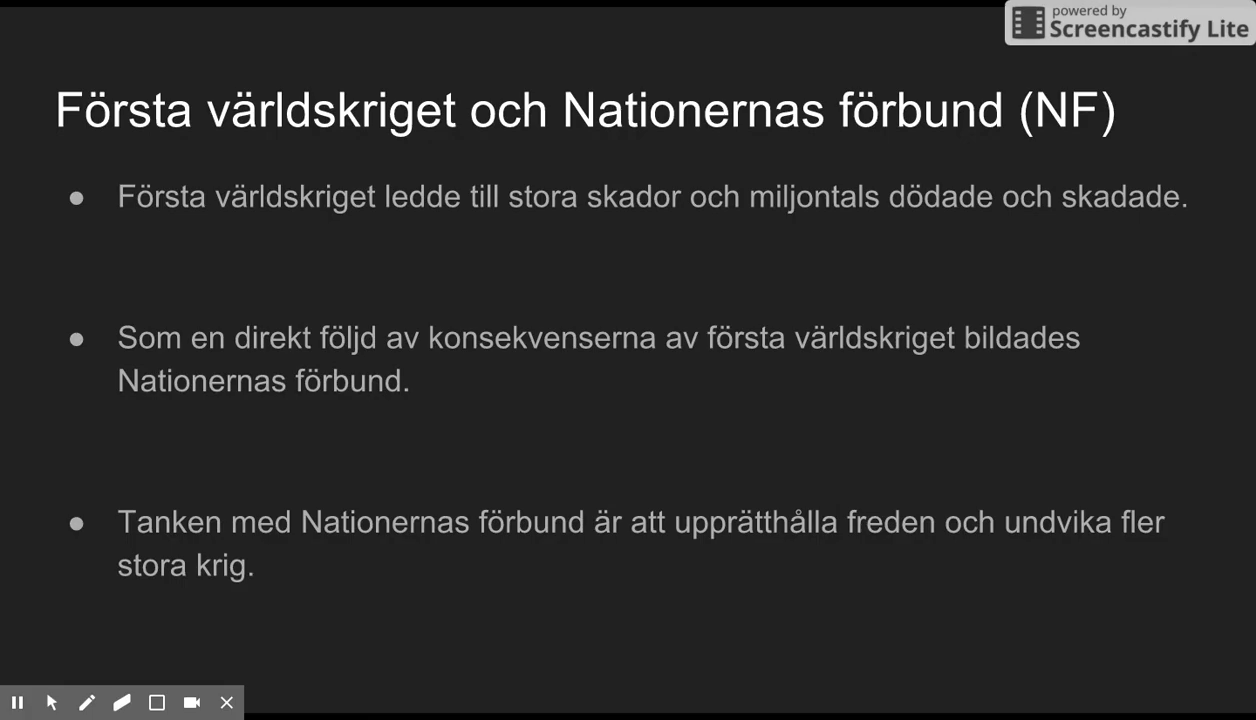 powered by
Screencastify Lite
Första världskriget och Nationernas förbund (NF)
● Första världskriget ledde till stora skador och miljontals dödade och skadade.
● Som en direkt följd av konsekvenserna av första världskriget bildades
Nationernas förbund.
● Tanken med Nationernas förbund är att upprätthålla freden och undvika fler
stora krig.